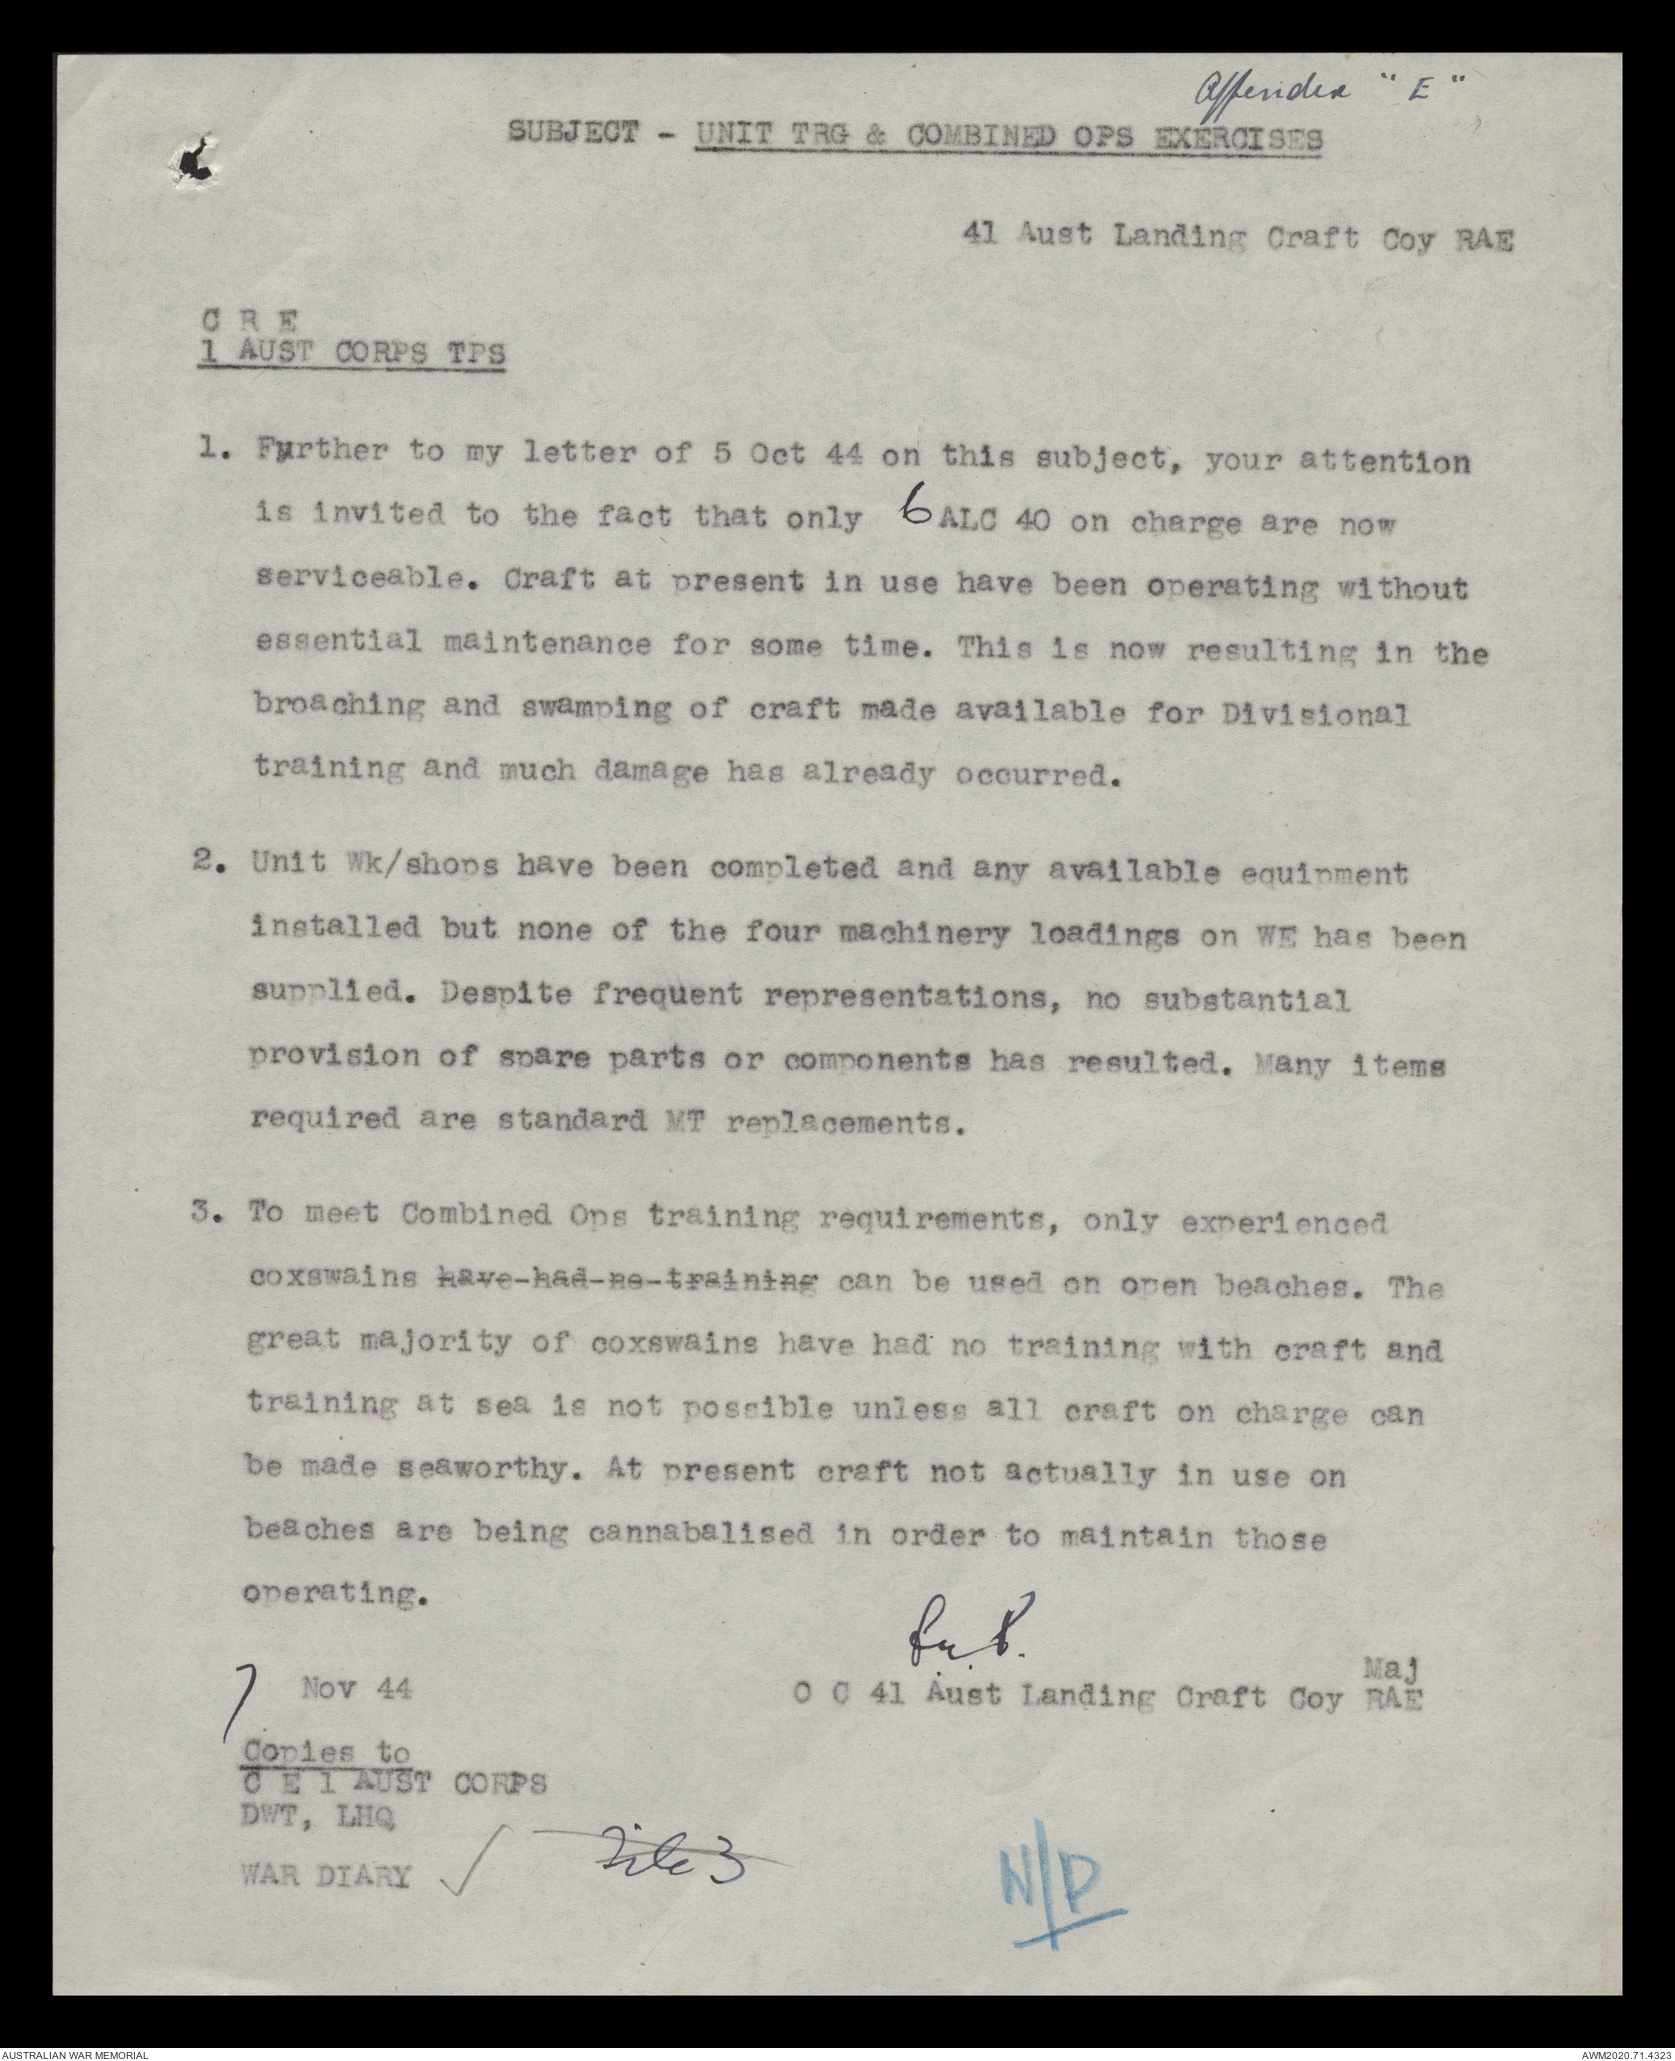 Appendix "E"
SUBJECT - UNIT TRG & COMBINED OPS EXERCISES
41 Aust Landing Craft Coy RAE
C R E
1 AUST CORPS TPS
1. Further to my letter of 5 Oct 44 on this subject, your attention
is invited to the fact that only 6 ALC 40 on charge are now
serviceable. Craft at present in use have been operating without
essential maintenance for some time. This is now resulting in the
broaching and swamping of craft made available for Divisional
training and much damage has already occurred.
2. Unit Wk/shops have been completed and any available equipment
installed but none of the four machinery loadings on WE has been
supplied. Despite frequent representations, no substantial
provision of spare parts or components has resulted. Many items
required are standard MT replacements.
3. To meet Combined Ops training requirements, only experienced
coxswains have-had-no-training can be used on open beaches. The
great majority of coxswains have had no training with craft and
training at sea is not possible unless all craft on charge can
be made seaworthy. At present craft not actually in use on
beaches are being cannabalised in order to maintain those
operating.
Maj
7 Nov 44 O C 41 Aust Landing Craft Coy RAE
Copies to
C E 1 AUST CORPS
DWT, LHQ
WAR DIARY ✓ File 3
N/P
AUSTRALIAN WAR MEMORIAL AWM2020.71.4323